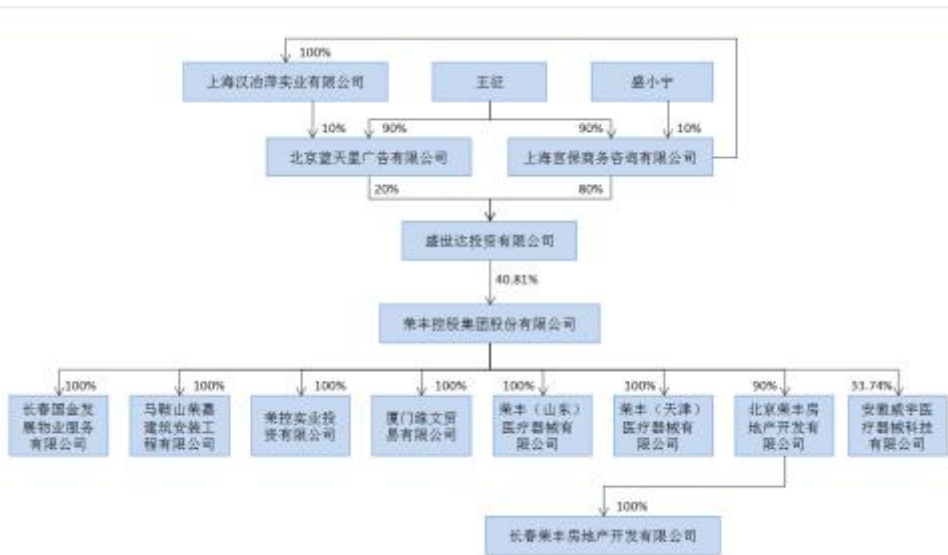 100%
上海汉冶萍实业有限公司
王征
盛小宁
10%
90%
90%
10%
北京蓝天星广告有限公司
上海宫保商务咨询有限公司
20%
80%
盛世达投资有限公司
40.81%
荣丰控股集团股份有限公司
100%
100%
100%
100%
100%
100%
90%
33.74%
长春国金发
展物业服务
有限公司
马鞍山荣嘉
建筑安装工
程有限公司
荣控实业投
资有限公司
厦门臻文贸
易有限公司
荣丰（山东）
医疗器械有
限公司
荣丰（天津）
医疗器械有
限公司
北京荣丰房
地产开发有
限公司
安徽威宇医
疗器械科技
有限公司
100%
长春荣丰房地产开发有限公司